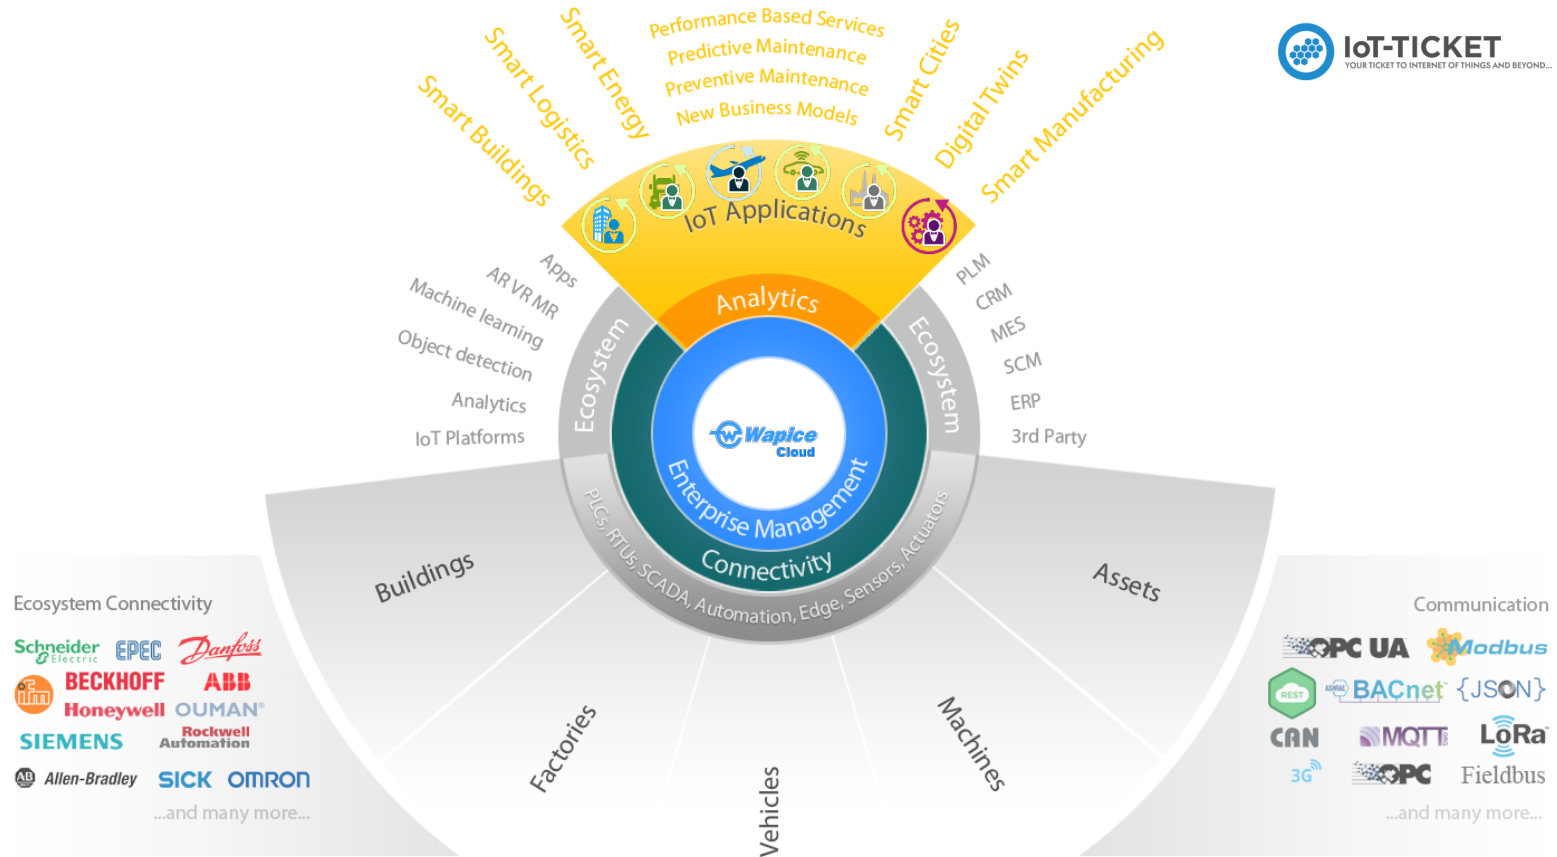 IoT-TICKET
YOUR TICKET TO INTERNET OF THINGS AND BEYOND...
Smart Buildings
Smart Logistics
Smart Energy
Performance Based Services
Predictive Maintenance
Preventive Maintenance
New Business Models
Smart Cities
Digital Twins
Smart Manufacturing
IoT Applications
Analytics
Ecosystem
Apps
AR VR MR
Machine learning
Object detection
Analytics
IoT Platforms
Ecosystem
PLM
CRM
MES
SCM
ERP
3rd Party
W Wapice
Cloud
Enterprise Management
Connectivity
PLCs, RTUs, SCADA, Automation, Edge, Sensors, Actuators
Buildings
Factories
Vehicles
Machines
Assets
Ecosystem Connectivity
Schneider
Electric
EPEC
Danfoss
ifm
BECKHOFF
ABB
Honeywell
OUMAN®
SIEMENS
Rockwell
Automation
AB Allen-Bradley
SICK
OMRON
...and many more...
Communication
OPC UA
Modbus
REST
ASHRAE BACnet™
{JSON}
CAN
MQTT.ORG
LoRa™
3G
OPC
Fieldbus
...and many more...